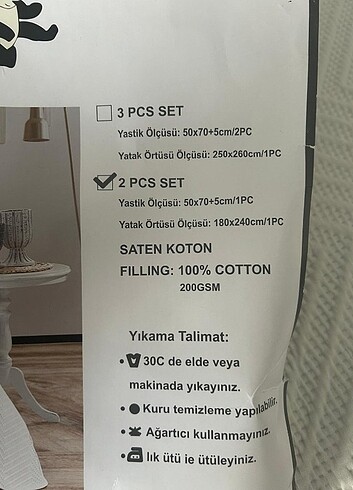 3 PCS SET
Yastik Ölçüsü: 50x70+5cm/2PC
Yatak Örtüsü Ölçüsü: 250x260cm/1PC
2 PCS SET
Yastik Ölçüsü: 50x70+5cm/1PC
Yatak Örtüsü Ölçüsü: 180x240cm/1PC
SATEN KOTON
FILLING: 100% COTTON
200GSM
Yıkama Talimat:
• 30C de elde veya
makinada yıkayınız.
• Kuru temizleme yapılabilir.
• Ağartıcı kullanmayınız.
• lık ütü ie ütüleyiniz.